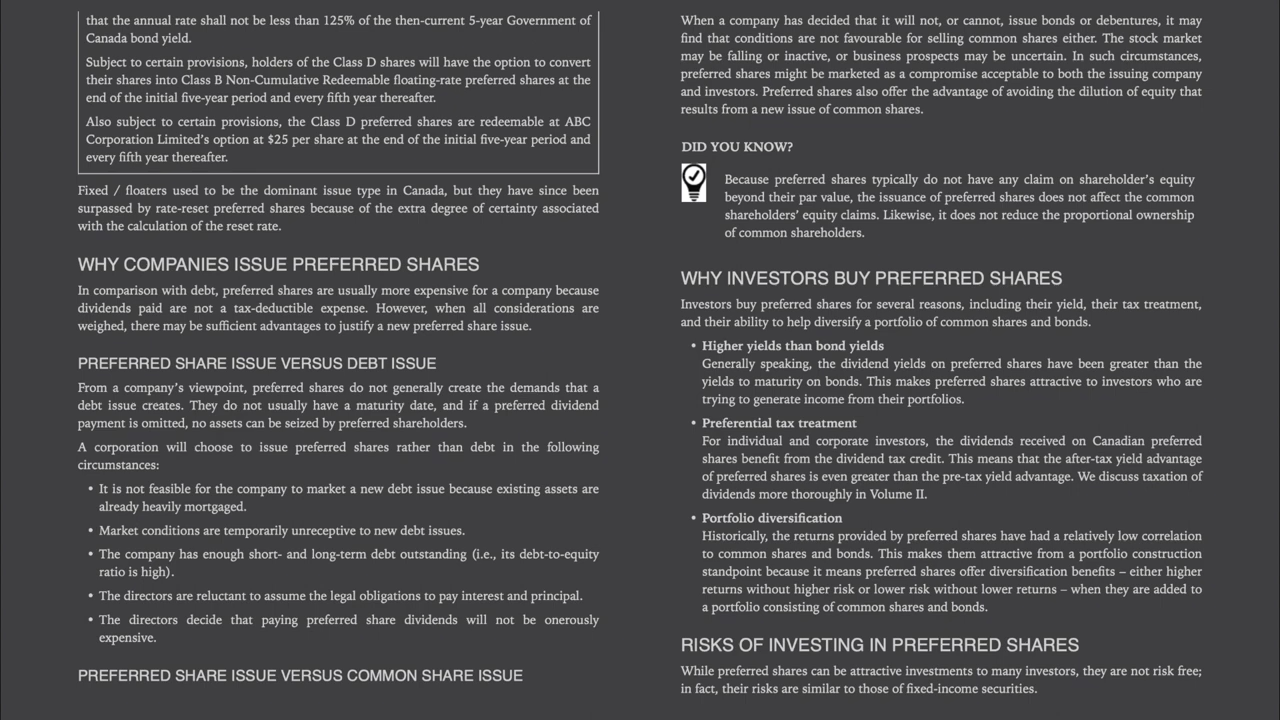 that the annual rate shall not be less than 125% of the then-current 5-year Government of
Canada bond yield.
Subject to certain provisions, holders of the Class D shares will have the option to convert
their shares into Class B Non-Cumulative Redeemable floating-rate preferred shares at the
end of the initial five-year period and every fifth year thereafter.
Also subject to certain provisions, the Class D preferred shares are redeemable at ABC
Corporation Limited's option at $25 per share at the end of the initial five-year period and
every fifth year thereafter.
Fixed / floaters used to be the dominant issue type in Canada, but they have since been
surpassed by rate-reset preferred shares because of the extra degree of certainty associated
with the calculation of the reset rate.
WHY COMPANIES ISSUE PREFERRED SHARES
In comparison with debt, preferred shares are usually more expensive for a company because
dividends paid are not a tax-deductible expense. However, when all considerations are
weighed, there may be sufficient advantages to justify a new preferred share issue.
PREFERRED SHARE ISSUE VERSUS DEBT ISSUE
From a company's viewpoint, preferred shares do not generally create the demands that a
debt issue creates. They do not usually have a maturity date, and if a preferred dividend
payment is omitted, no assets can be seized by preferred shareholders.
A corporation will choose to issue preferred shares rather than debt in the following
circumstances:
• It is not feasible for the company to market a new debt issue because existing assets are
already heavily mortgaged.
• Market conditions are temporarily unreceptive to new debt issues.
• The company has enough short- and long-term debt outstanding (i.e., its debt-to-equity
ratio is high).
• The directors are reluctant to assume the legal obligations to pay interest and principal.
• The directors decide that paying preferred share dividends will not be onerously
expensive.
PREFERRED SHARE ISSUE VERSUS COMMON SHARE ISSUE
When a company has decided that it will not, or cannot, issue bonds or debentures, it may
find that conditions are not favourable for selling common shares either. The stock market
may be falling or inactive, or business prospects may be uncertain. In such circumstances,
preferred shares might be marketed as a compromise acceptable to both the issuing company
and investors. Preferred shares also offer the advantage of avoiding the dilution of equity that
results from a new issue of common shares.
DID YOU KNOW?
Because preferred shares typically do not have any claim on shareholder's equity
beyond their par value, the issuance of preferred shares does not affect the common
shareholders' equity claims. Likewise, it does not reduce the proportional ownership
of common shareholders.
WHY INVESTORS BUY PREFERRED SHARES
Investors buy preferred shares for several reasons, including their yield, their tax treatment,
and their ability to help diversify a portfolio of common shares and bonds.
• Higher yields than bond yields
Generally speaking, the dividend yields on preferred shares have been greater than the
yields to maturity on bonds. This makes preferred shares attractive to investors who are
trying to generate income from their portfolios.
• Preferential tax treatment
For individual and corporate investors, the dividends received on Canadian preferred
shares benefit from the dividend tax credit. This means that the after-tax yield advantage
of preferred shares is even greater than the pre-tax yield advantage. We discuss taxation of
dividends more thoroughly in Volume II.
• Portfolio diversification
Historically, the returns provided by preferred shares have had a relatively low correlation
to common shares and bonds. This makes them attractive from a portfolio construction
standpoint because it means preferred shares offer diversification benefits – either higher
returns without higher risk or lower risk without lower returns – when they are added to
a portfolio consisting of common shares and bonds.
RISKS OF INVESTING IN PREFERRED SHARES
While preferred shares can be attractive investments to many investors, they are not risk free;
in fact, their risks are similar to those of fixed-income securities.